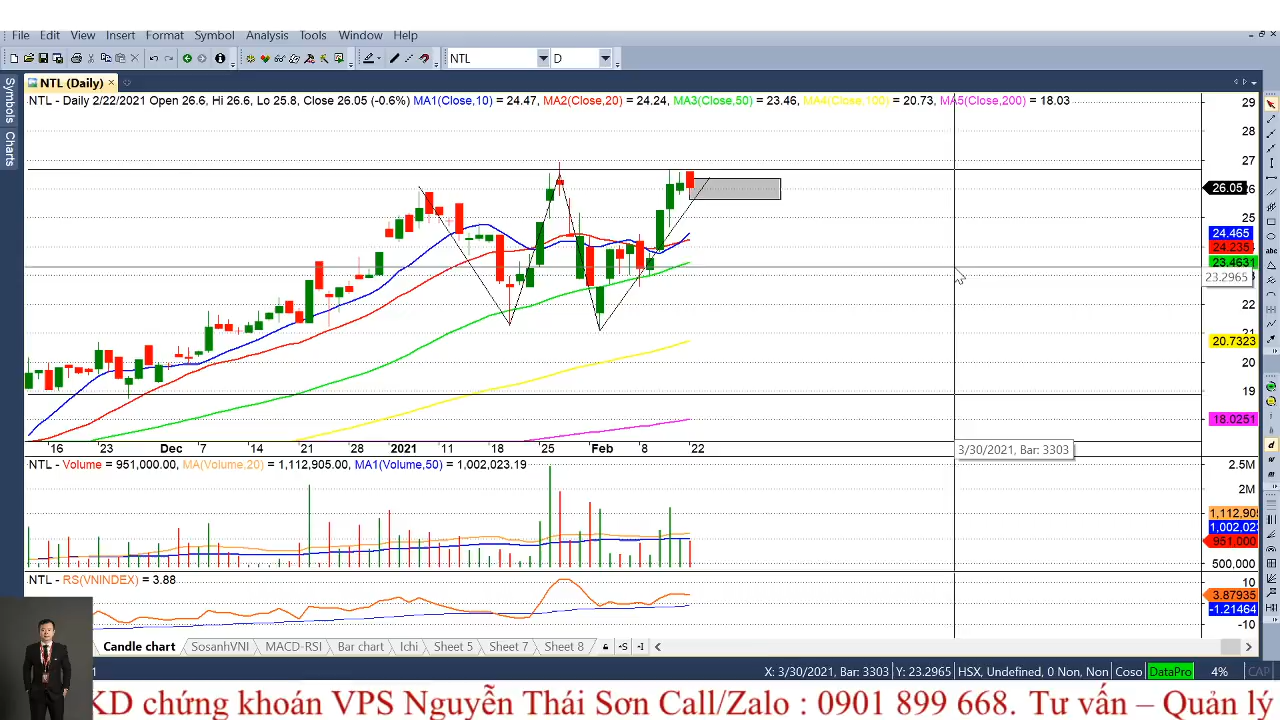 File Edit View Insert Format Symbol Analysis Tools Window Help
NTL D
Symbols
Charts
NTL (Daily)
NTL - Daily 2/22/2021 Open 26.6, Hi 26.6, Lo 25.8, Close 26.05 (-0.6%) MA1(Close,10) = 24.47, MA2(Close,20) = 24.24, MA3(Close,50) = 23.46, MA4(Close,100) = 20.73, MA5(Close,200) = 18.03
29
28
27
26.05
25
24.465
24.235
23.4631
23.2965
22
21
20.7323
20
19
18.0251
16 23 Dec 7 14 21 28 2021 11 18 25 Feb 8 22
3/30/2021, Bar: 3303
NTL - Volume = 951,000.00, MA(Volume,20) = 1,112,905.00, MA1(Volume,50) = 1,002,023.19
2.5M
2M
1,112,905
1,002,023
951,000
500,000
NTL - RS(VNINDEX) = 3.88
10
3.87935
-1.21464
-10
Candle chart SosanhVNI MACD-RSI Bar chart Ichi Sheet 5 Sheet 7 Sheet 8
X: 3/30/2021, Bar: 3303 Y: 23.2965 HSX, Undefined, 0 Non, Non, Coso DataPro 4% CAP
KD chứng khoán VPS Nguyễn Thái Sơn Call/Zalo : 0901 899 668. Tư vấn – Quản lý